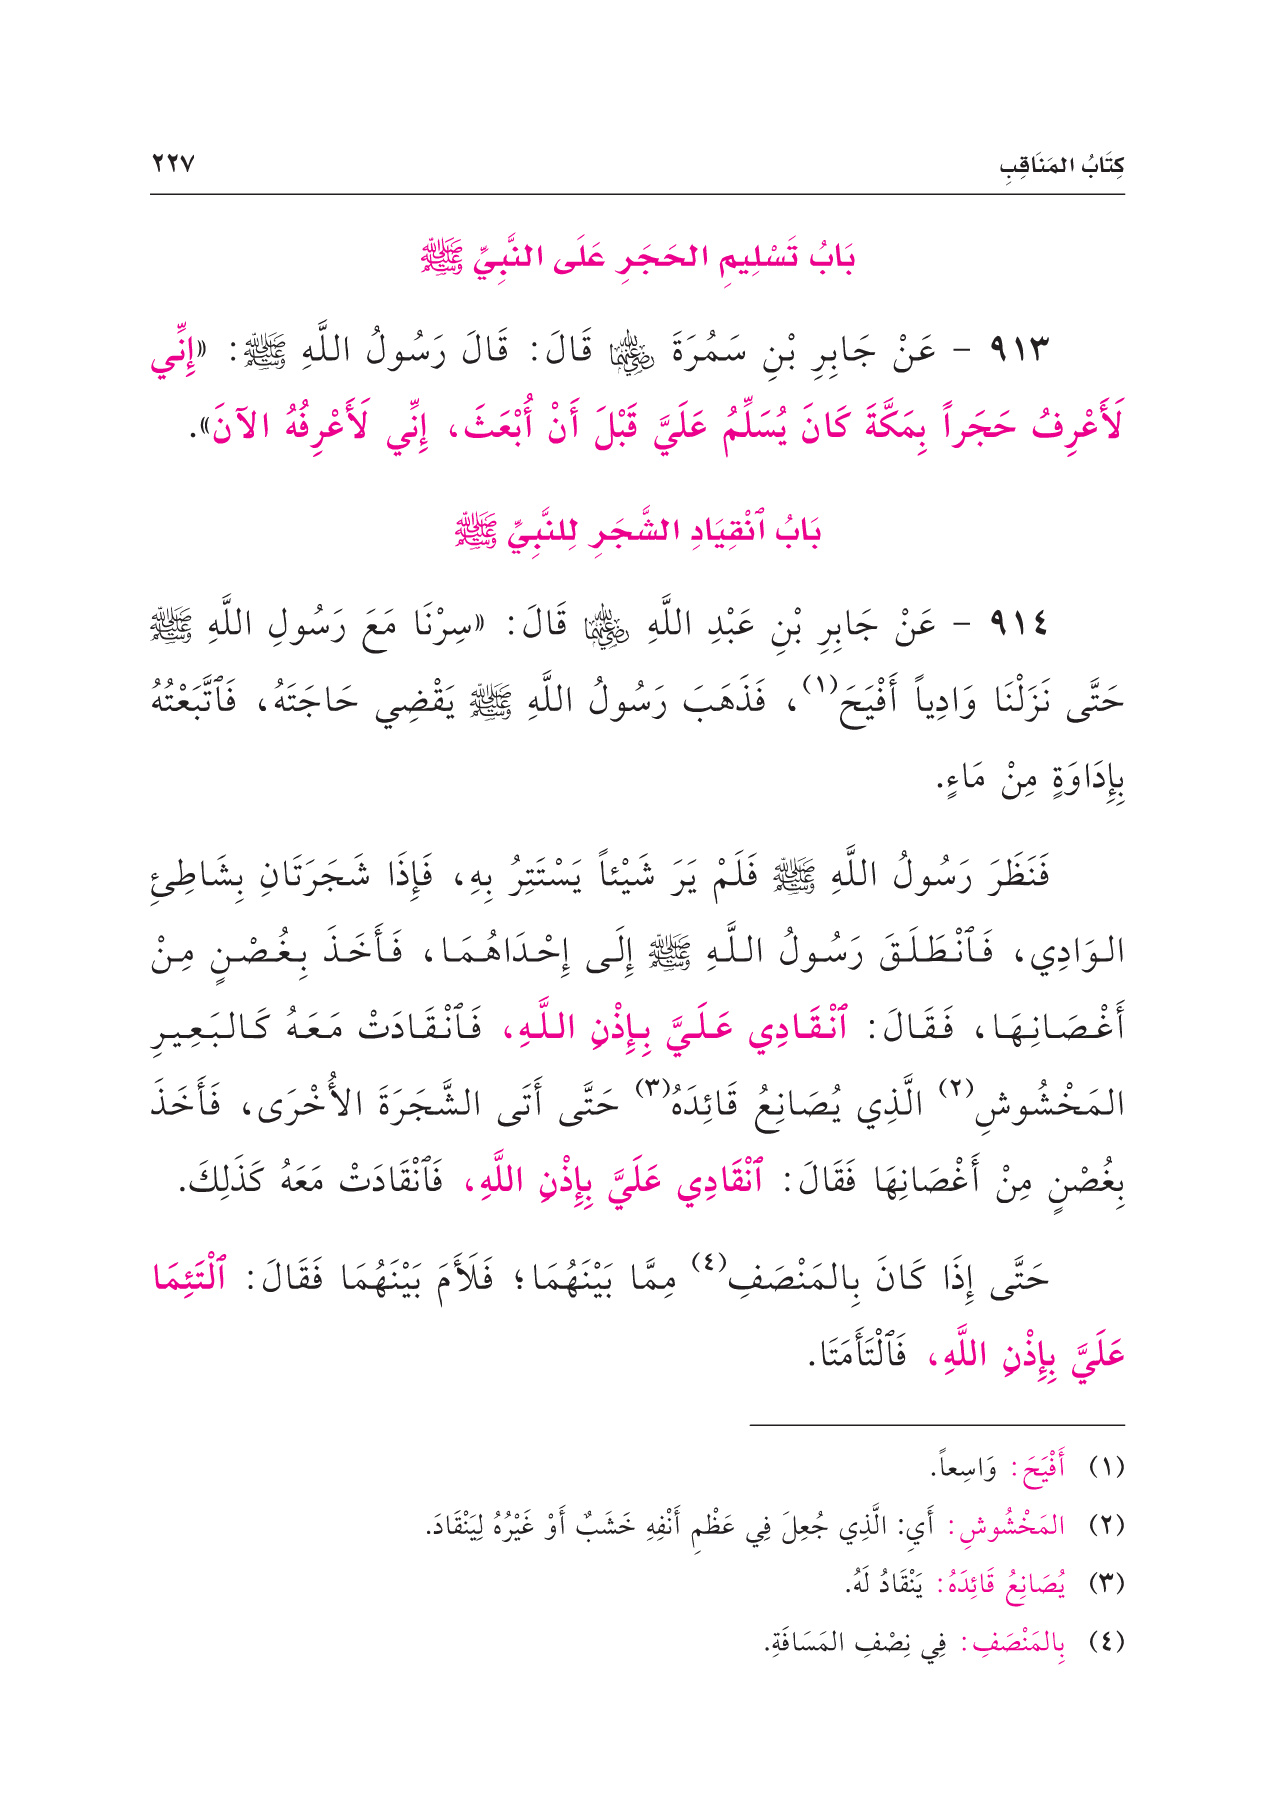 كِتَابُ المَنَاقِبِ ٢٢٧
بَابُ تَسْلِيمِ الحَجَرِ عَلَى النَّبِيِّ ﷺ
٩١٣ - عَنْ جَابِرِ بْنِ سَمُرَةَ رضي الله عنهما قَالَ: قَالَ رَسُولُ اللَّهِ ﷺ: «إِنِّي
لَأَعْرِفُ حَجَراً بِمَكَّةَ كَانَ يُسَلِّمُ عَلَيَّ قَبْلَ أَنْ أُبْعَثَ، إِنِّي لَأَعْرِفُهُ الآنَ».
بَابُ ٱنْقِيَادِ الشَّجَرِ لِلنَّبِيِّ ﷺ
٩١٤ - عَنْ جَابِرِ بْنِ عَبْدِ اللَّهِ رضي الله عنهما قَالَ: «سِرْنَا مَعَ رَسُولِ اللَّهِ ﷺ
حَتَّى نَزَلْنَا وَادِياً أَفْيَحَ(١)، فَذَهَبَ رَسُولُ اللَّهِ ﷺ يَقْضِي حَاجَتَهُ، فَٱتَّبَعْتُهُ
بِإِدَاوَةٍ مِنْ مَاءٍ.
فَنَظَرَ رَسُولُ اللَّهِ ﷺ فَلَمْ يَرَ شَيْئاً يَسْتَتِرُ بِهِ، فَإِذَا شَجَرَتَانِ بِشَاطِئِ
الوَادِي، فَٱنْطَلَقَ رَسُولُ اللَّهِ ﷺ إِلَى إِحْدَاهُمَا، فَأَخَذَ بِغُصْنٍ مِنْ
أَغْصَانِهَا، فَقَالَ: ٱنْقَادِي عَلَيَّ بِإِذْنِ اللَّهِ، فَٱنْقَادَتْ مَعَهُ كَالبَعِيرِ
المَخْشُوشِ(٢) الَّذِي يُصَانِعُ قَائِدَهُ(٣) حَتَّى أَتَى الشَّجَرَةَ الأُخْرَى، فَأَخَذَ
بِغُصْنٍ مِنْ أَغْصَانِهَا فَقَالَ: ٱنْقَادِي عَلَيَّ بِإِذْنِ اللَّهِ، فَٱنْقَادَتْ مَعَهُ كَذَلِكَ.
حَتَّى إِذَا كَانَ بِالمَنْصَفِ(٤) مِمَّا بَيْنَهُمَا؛ فَلَأَمَ بَيْنَهُمَا فَقَالَ: ٱلْتَئِمَا
عَلَيَّ بِإِذْنِ اللَّهِ، فَٱلْتَأَمَتَا.
(١) أَفْيَحَ: وَاسِعاً.
(٢) المَخْشُوشِ: أَيِ: الَّذِي جُعِلَ فِي عَظْمِ أَنْفِهِ خَشَبٌ أَوْ غَيْرُهُ لِيَنْقَادَ.
(٣) يُصَانِعُ قَائِدَهُ: يَنْقَادُ لَهُ.
(٤) بِالمَنْصَفِ: فِي نِصْفِ المَسَافَةِ.